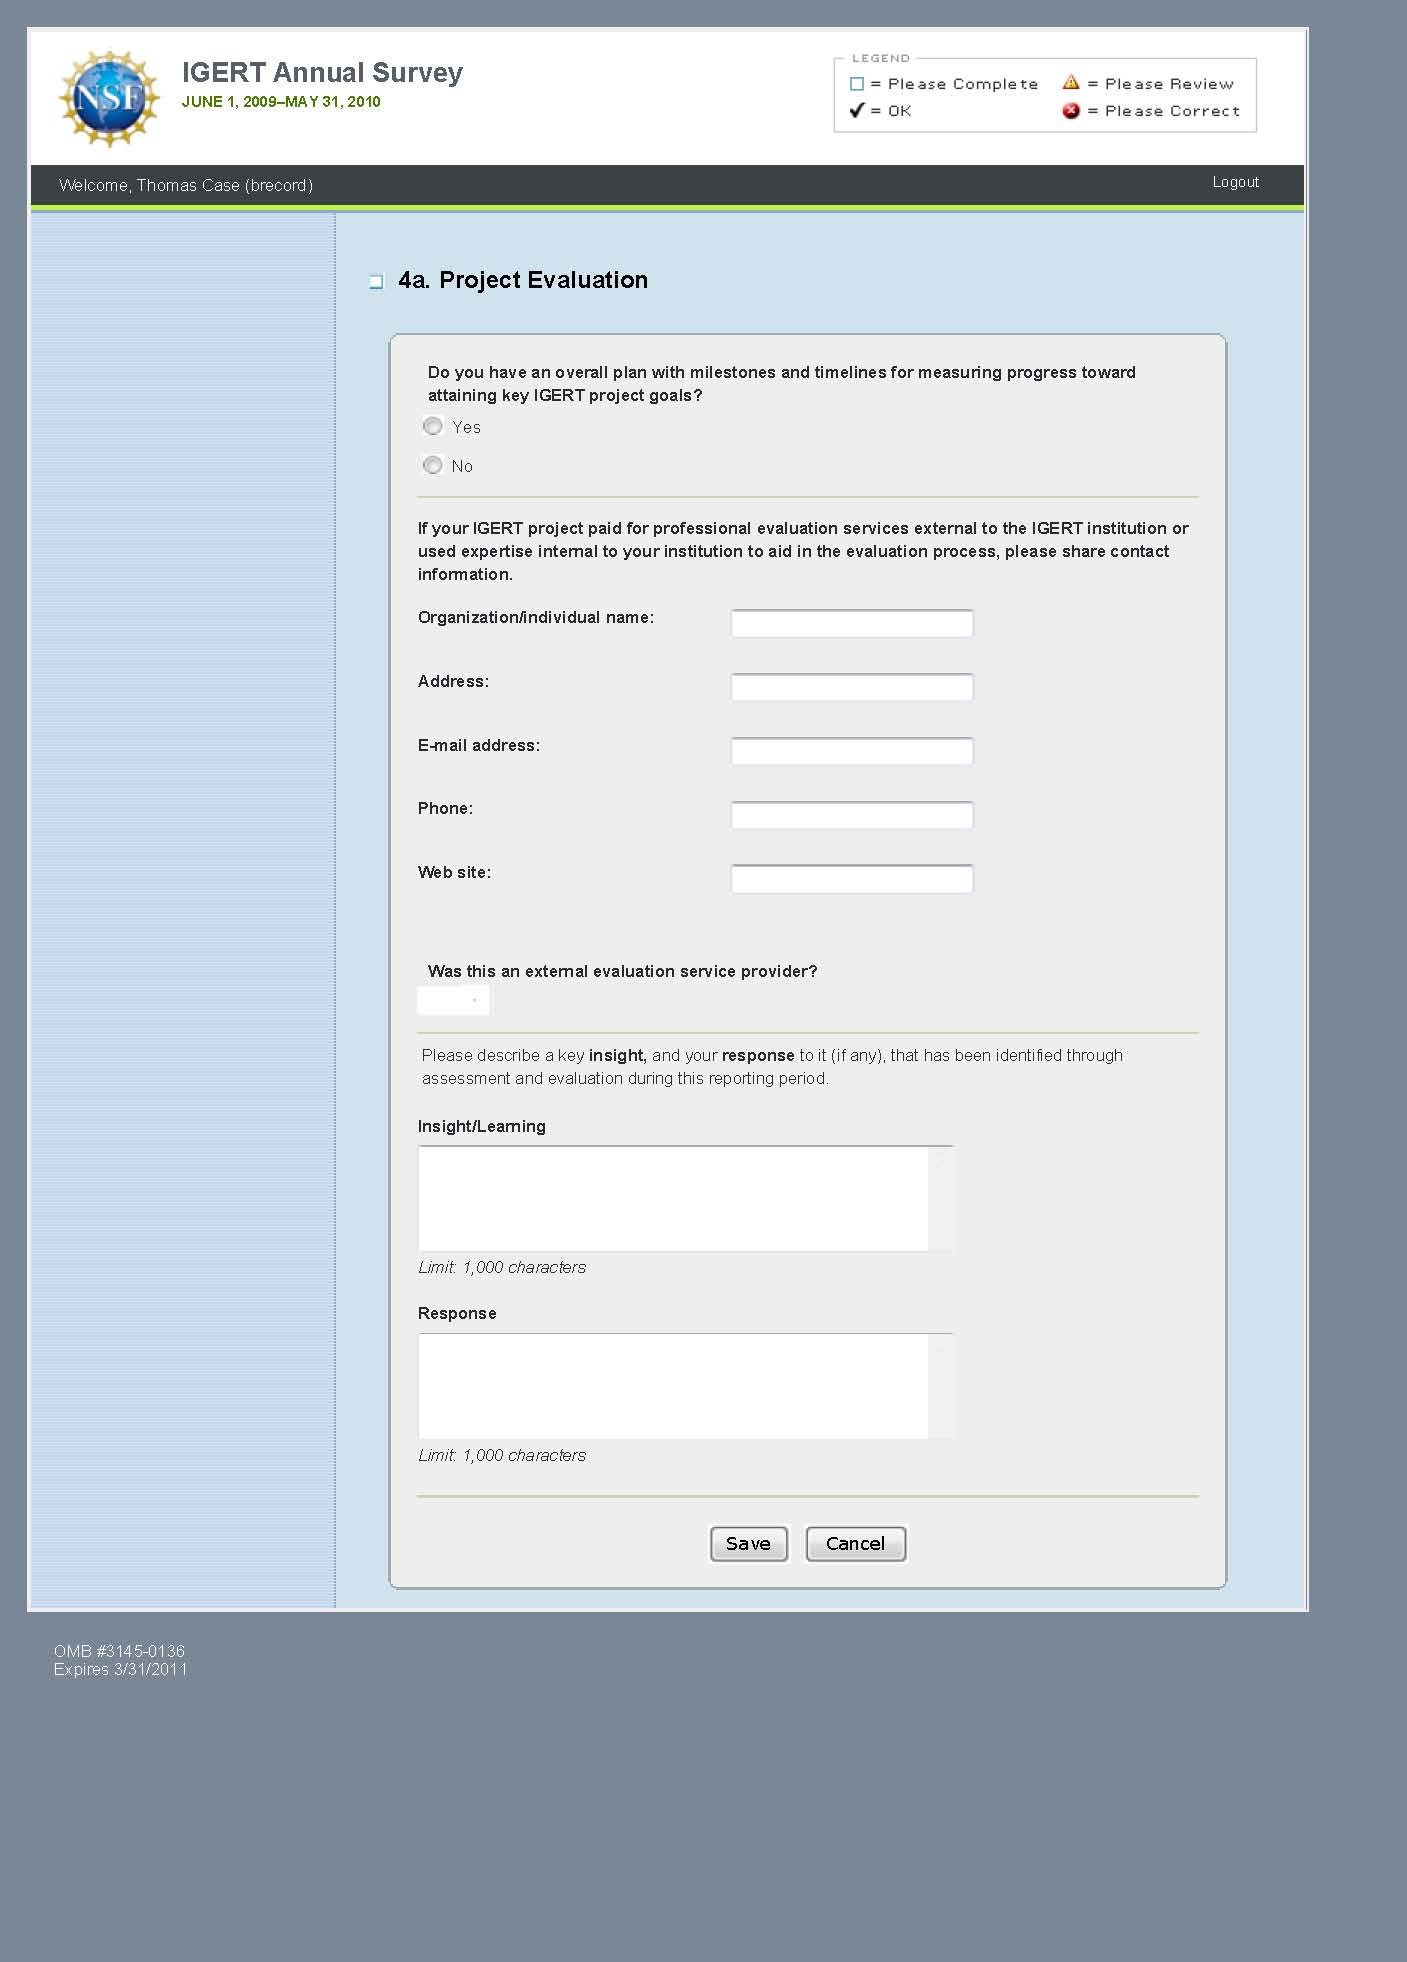 NSF
IGERT Annual Survey
JUNE 1, 2009–MAY 31, 2010
LEGEND
= Please Complete
= Please Review
= OK
= Please Correct
Welcome, Thomas Case (brecord)
Logout
4a. Project Evaluation
Do you have an overall plan with milestones and timelines for measuring progress toward
attaining key IGERT project goals?
Yes
No
If your IGERT project paid for professional evaluation services external to the IGERT institution or
used expertise internal to your institution to aid in the evaluation process, please share contact
information.
Organization/individual name:
Address:
E-mail address:
Phone:
Web site:
Was this an external evaluation service provider?
Please describe a key insight, and your response to it (if any), that has been identified through
assessment and evaluation during this reporting period.
Insight/Learning
Limit: 1,000 characters
Response
Limit: 1,000 characters
Save
Cancel
OMB #3145-0136
Expires 3/31/2011